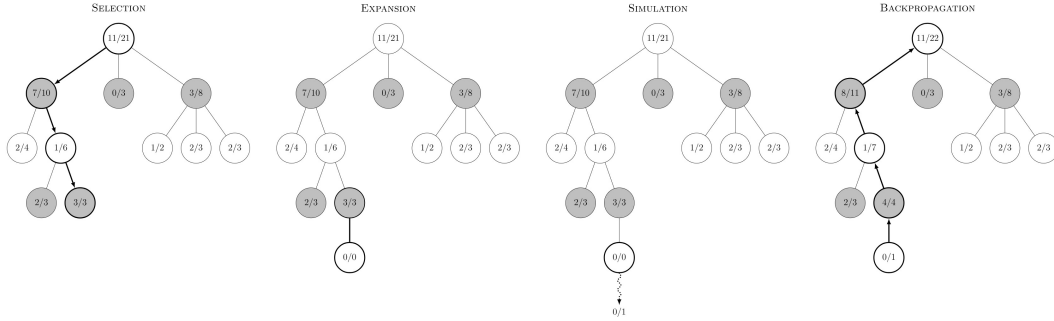 SELECTION
11/21
7/10 0/3 3/8
2/4 1/6 1/2 2/3 2/3
2/3 3/3
EXPANSION
11/21
7/10 0/3 3/8
2/4 1/6 1/2 2/3 2/3
2/3 3/3
0/0
SIMULATION
11/21
7/10 0/3 3/8
2/4 1/6 1/2 2/3 2/3
2/3 3/3
0/0
0/1
BACKPROPAGATION
11/22
8/11 0/3 3/8
2/4 1/7 1/2 2/3 2/3
2/3 4/4
0/1